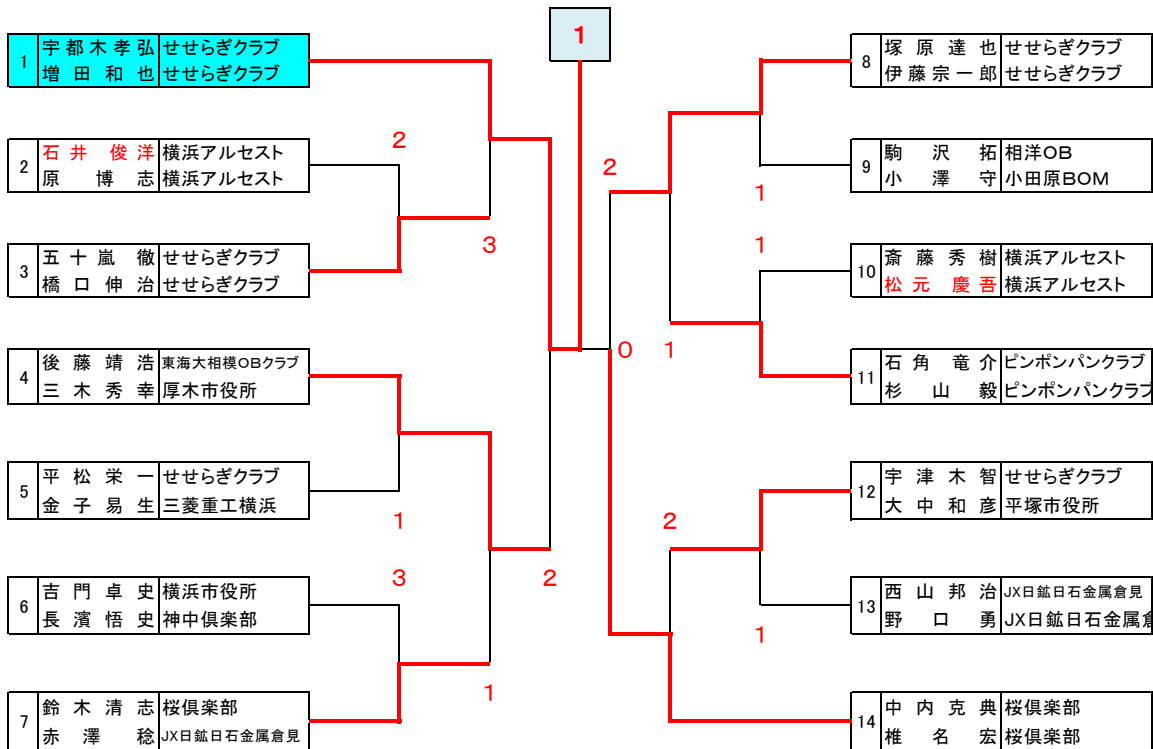 1
1
宇都木孝弘 せせらぎクラブ
増田和也 せせらぎクラブ
2
石井俊洋 横浜アルセスト
原博志 横浜アルセスト
2
3
五十嵐徹 せせらぎクラブ
橋口伸治 せせらぎクラブ
3
4
後藤靖浩 東海大相模OBクラブ
三木秀幸 厚木市役所
5
平松栄一 せせらぎクラブ
金子易生 三菱重工横浜
1
6
吉門卓史 横浜市役所
長濱悟史 神中倶楽部
3
2
7
鈴木清志 桜倶楽部
赤澤稔 JX日鉱日石金属倉見
1
8
塚原達也 せせらぎクラブ
伊藤宗一郎 せせらぎクラブ
9
駒沢拓 相洋OB
小澤守 小田原BOM
2
1
1
10
斎藤秀樹 横浜アルセスト
松元慶吾 横浜アルセスト
11
石角竜介 ピンポンパンクラブ
杉山毅 ピンポンパンクラブ
0
1
12
宇津木智 せせらぎクラブ
大中和彦 平塚市役所
2
13
西山邦治 JX日鉱日石金属倉見
野口勇 JX日鉱日石金属倉
1
14
中内克典 桜倶楽部
椎名宏 桜倶楽部